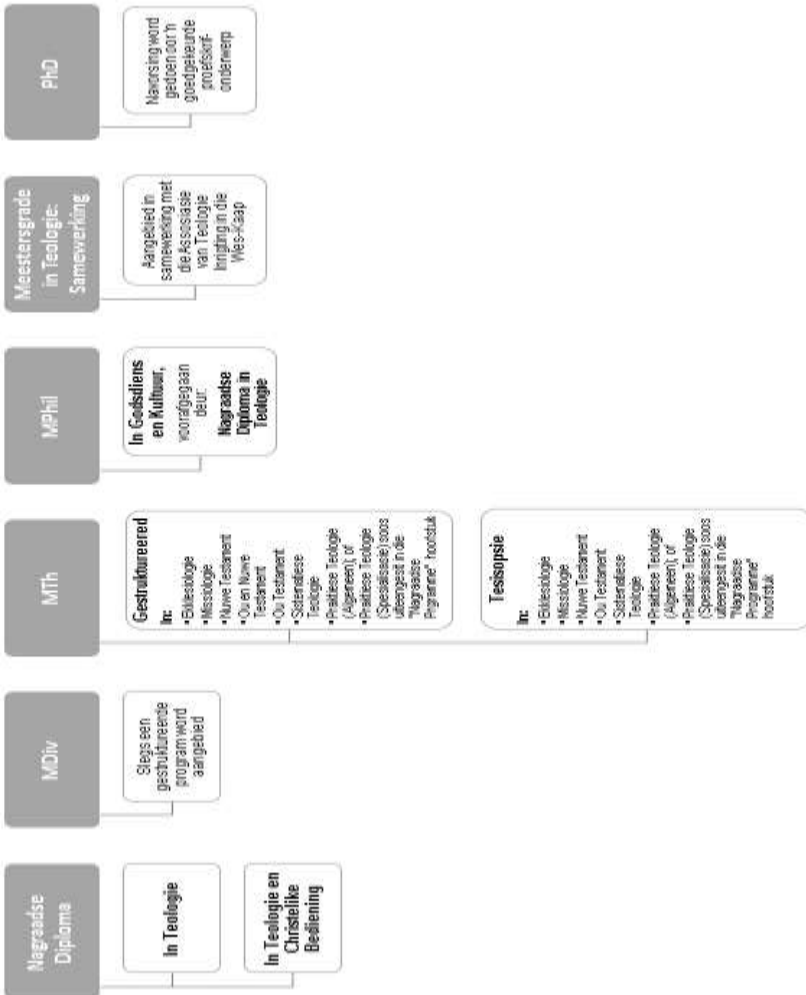 Nagraadse
Diploma
In Teologie
In Teologie en
Christelike
Bediening
MDiv
Slegs een
gestruktureerde
program word
aangebied
MTh
Gestruktureerd
In:
▪Ekklesiologie
▪Missiologie
▪Nuwe Testament
▪Ou en Nuwe
Testament
▪Ou Testament
▪Sistematiese
Teologie
▪Praktiese Teologie
(Algemeen), of
▪Praktiese Teologie
(Spesialisasie) soos
uiteengesit in die
"Nagraadse
Programme" hoofstuk
Tesisopsie
In:
▪Ekklesiologie
▪Missiologie
▪Nuwe Testament
▪Ou Testament
▪Sistematiese
Teologie
▪Praktiese Teologie
(Algemeen), of
▪Praktiese Teologie
(Spesialisasie) soos
uiteengesit in die
"Nagraadse
Programme"
hoofstuk
MPhil
In Godsdiens
en Kultuur,
voorafgegaan
deur:
Nagraadse
Diploma in
Teologie
Meestersgrade
in Teologie:
Samewerking
Aangebied in
samewerking met
die Assosiasie
van Teologie
Inrigting in die
Wes-Kaap
PhD
Navorsing word
gedoen oor 'n
goedgekeurde
proefskrif-
onderwerp